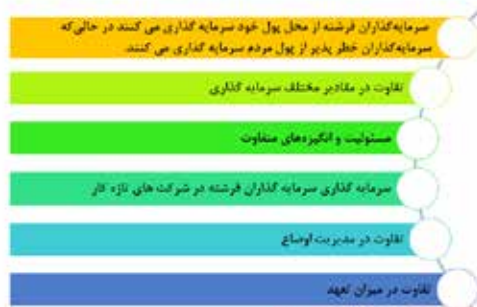 سرمایه‌گذاران فرشته از محل پول خود سرمایه گذاری می کنند در حالی‌که
سرمایه‌گذاران خطر پذیر از پول مردم سرمایه گذاری می کنند.
تفاوت در مقادیر مختلف سرمایه گذاری
مسئولیت و انگیزه‌های متفاوت
سرمایه گذاری سرمایه گذاران فرشته در شرکت های تازه کار
تفاوت در مدیریت اوضاع
تفاوت در میزان تعهد